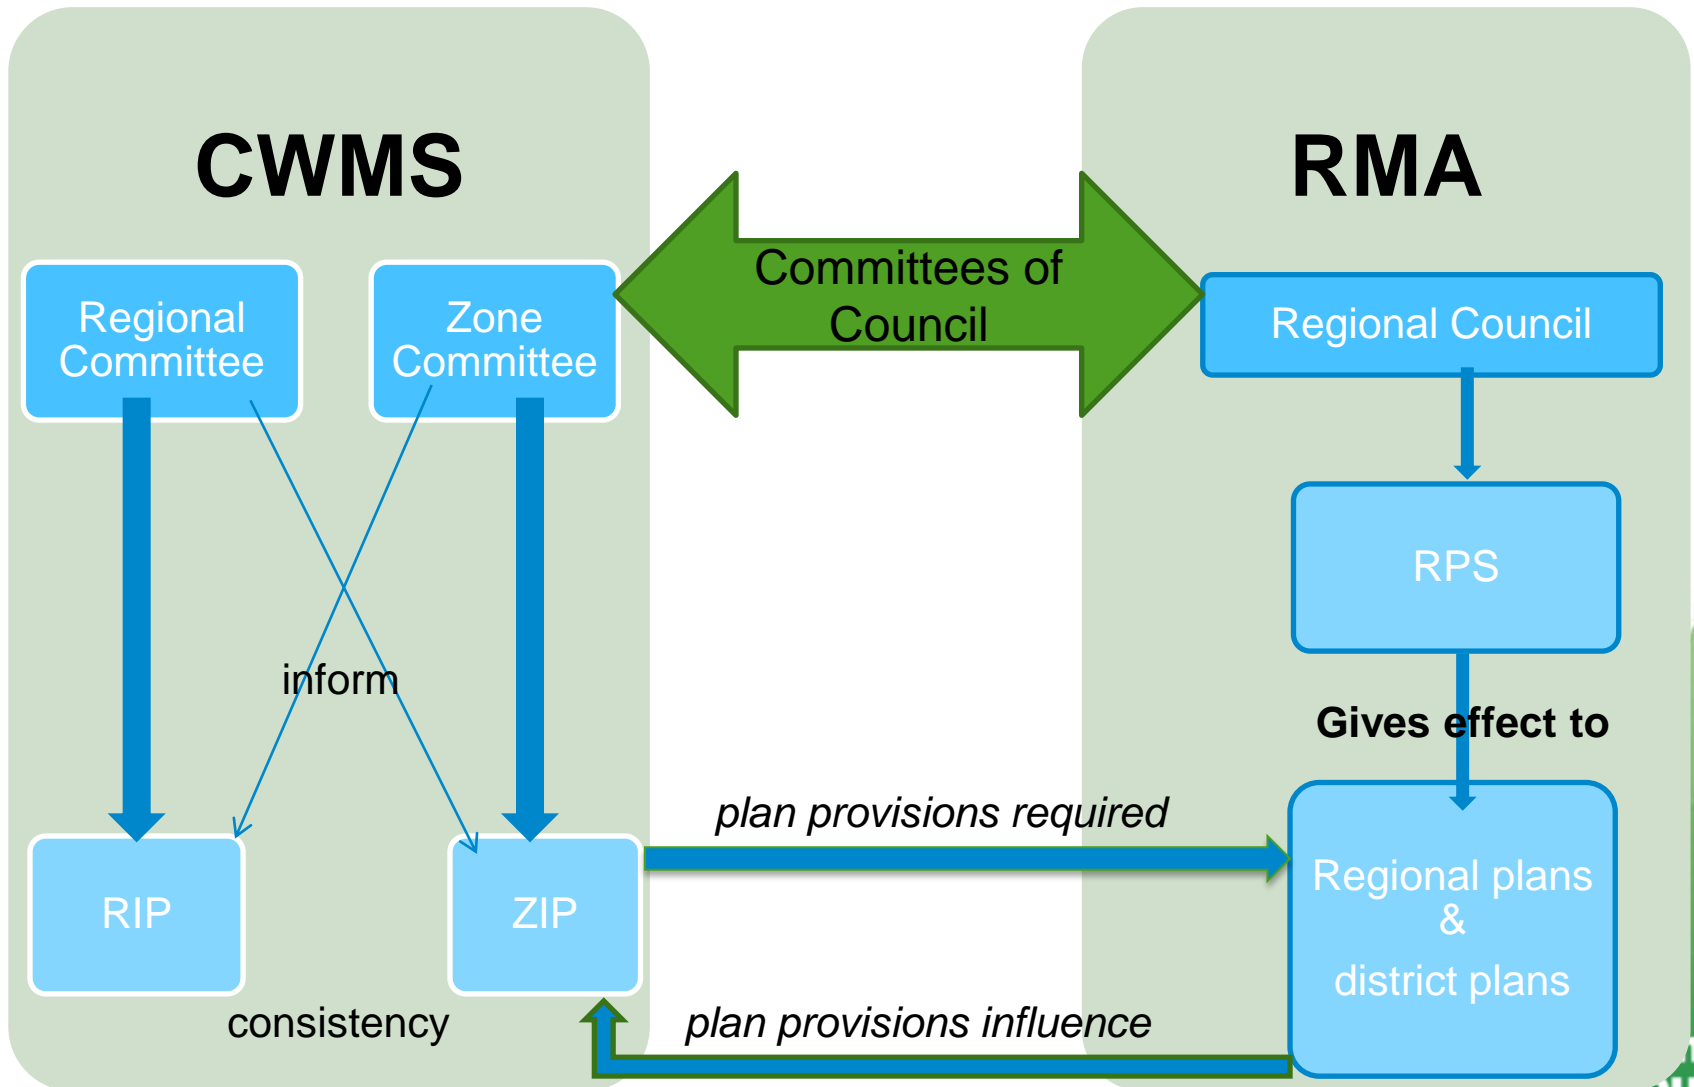 CWMS
Regional
Committee
Zone
Committee
inform
RIP
ZIP
consistency
Committees of
Council
plan provisions required
plan provisions influence
RMA
Regional Council
RPS
Gives effect to
Regional plans
&
district plans